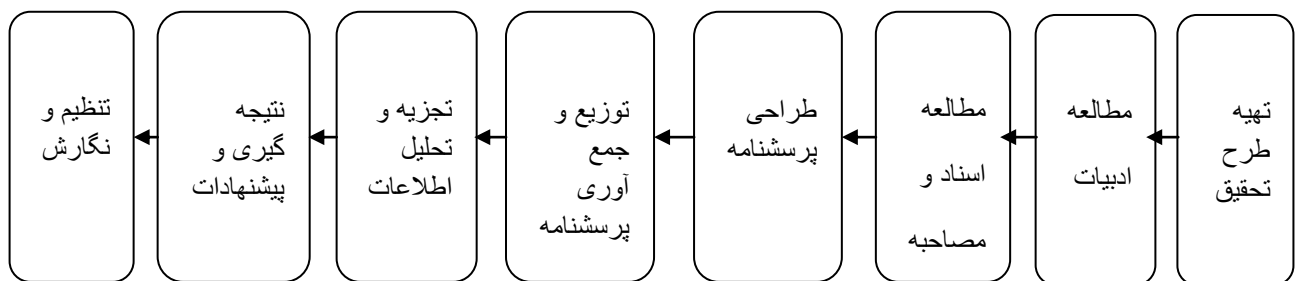 تهیه
طرح
تحقیق
مطالعه
ادبیات
مطالعه
اسناد و
مصاحبه
طراحی
پرسشنامه
توزیع و
جمع
آوری
پرسشنامه
تجزیه و
تحلیل
اطلاعات
نتیجه
گیری و
پیشنهادات
تنظیم و
نگارش